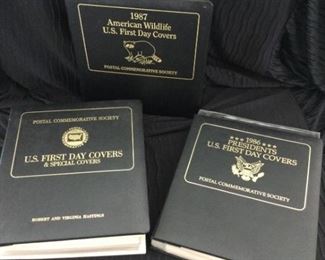 1987
American Wildlife
U.S. First Day Covers
POSTAL COMMEMORATIVE SOCIETY
POSTAL COMMEMORATIVE SOCIETY
U.S. FIRST DAY COVERS
& SPECIAL COVERS
ROBERT AND VIRGINIA HASTINGS
1986
PRESIDENTS
U.S. FIRST DAY COVERS
POSTAL COMMEMORATIVE SOCIETY